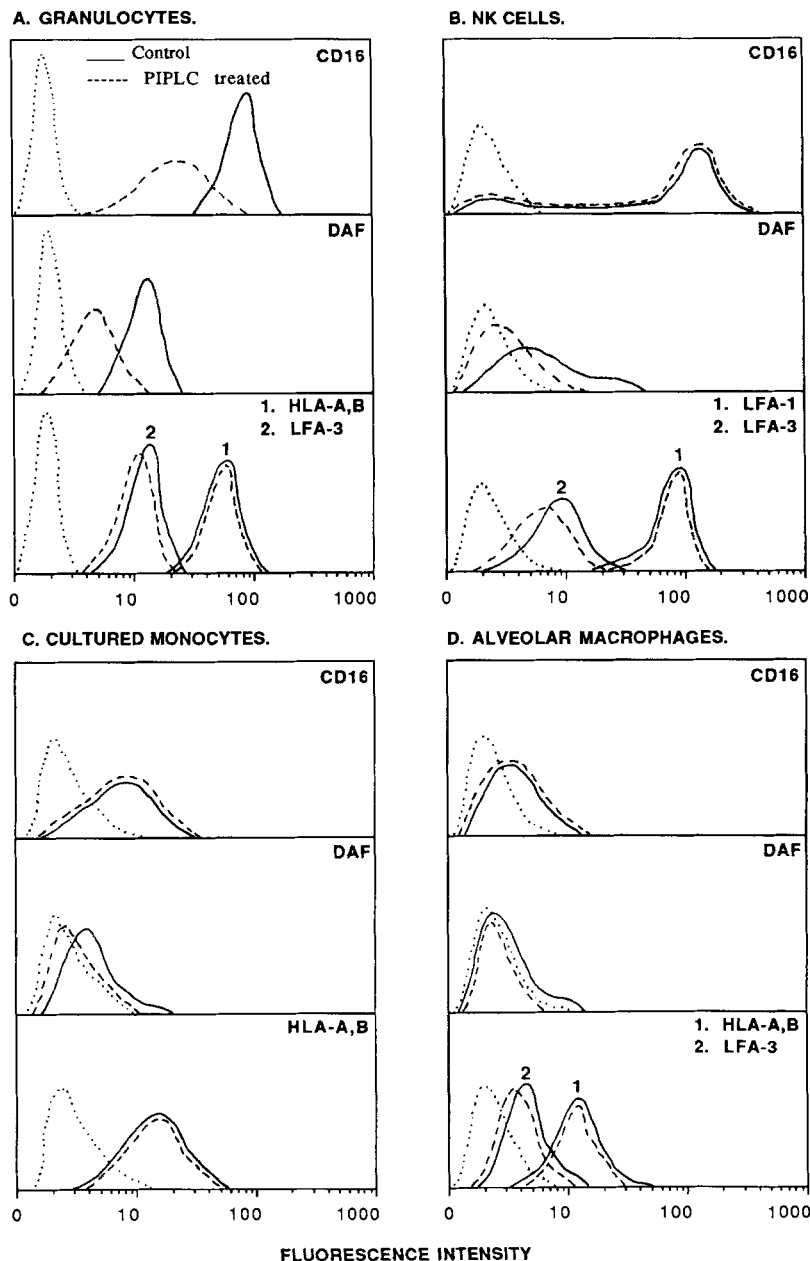 A. GRANULOCYTES.
Control
PIPLC treated
CD16
DAF
1. HLA-A,B
2. LFA-3
2
1
0 10 100 1000
B. NK CELLS.
CD16
DAF
1. LFA-1
2. LFA-3
2
1
0 10 100 1000
C. CULTURED MONOCYTES.
CD16
DAF
HLA-A,B
0 10 100 1000
D. ALVEOLAR MACROPHAGES.
CD16
DAF
1. HLA-A,B
2. LFA-3
2
1
0 10 100 1000
FLUORESCENCE INTENSITY